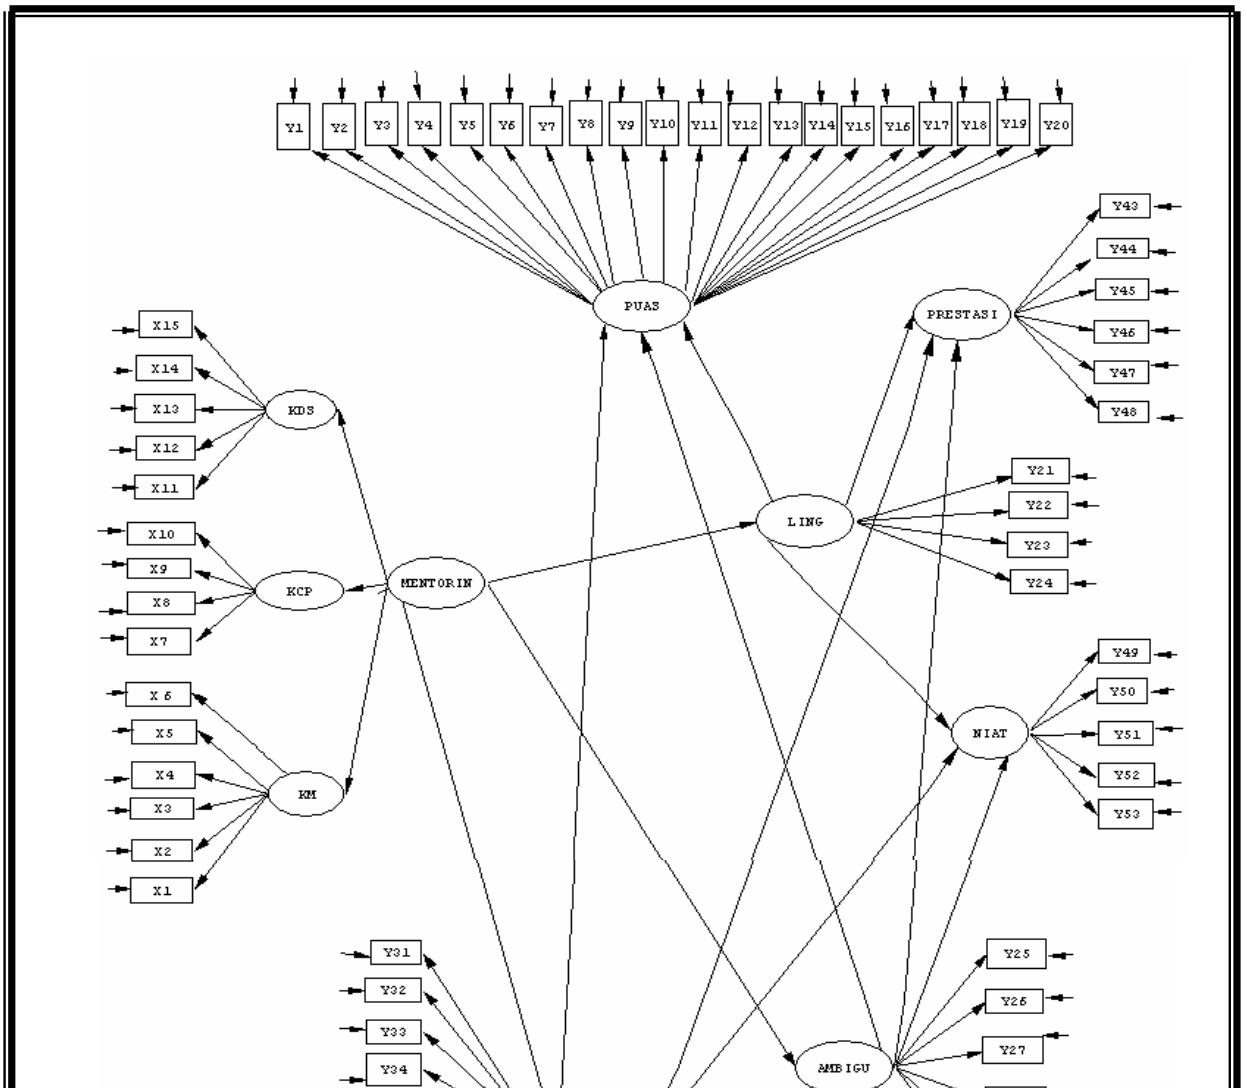 Y1 Y2 Y3 Y4 Y5 Y6 Y7 Y8 Y9 Y10 Y11 Y12 Y13 Y14 Y15 Y16 Y17 Y18 Y19 Y20
Y43
Y44
Y45
Y46
Y47
Y48
PUAS
PRESTASI
X15
X14
X13
X12
X11
KDS
Y21
Y22
Y23
Y24
LING
X10
X9
X8
X7
KCP
MENTORIN
Y49
Y50
Y51
Y52
Y53
NIAT
X 6
X5
X4
X3
X2
X1
KM
Y31
Y32
Y33
Y34
Y25
Y26
Y27
AMBIGU